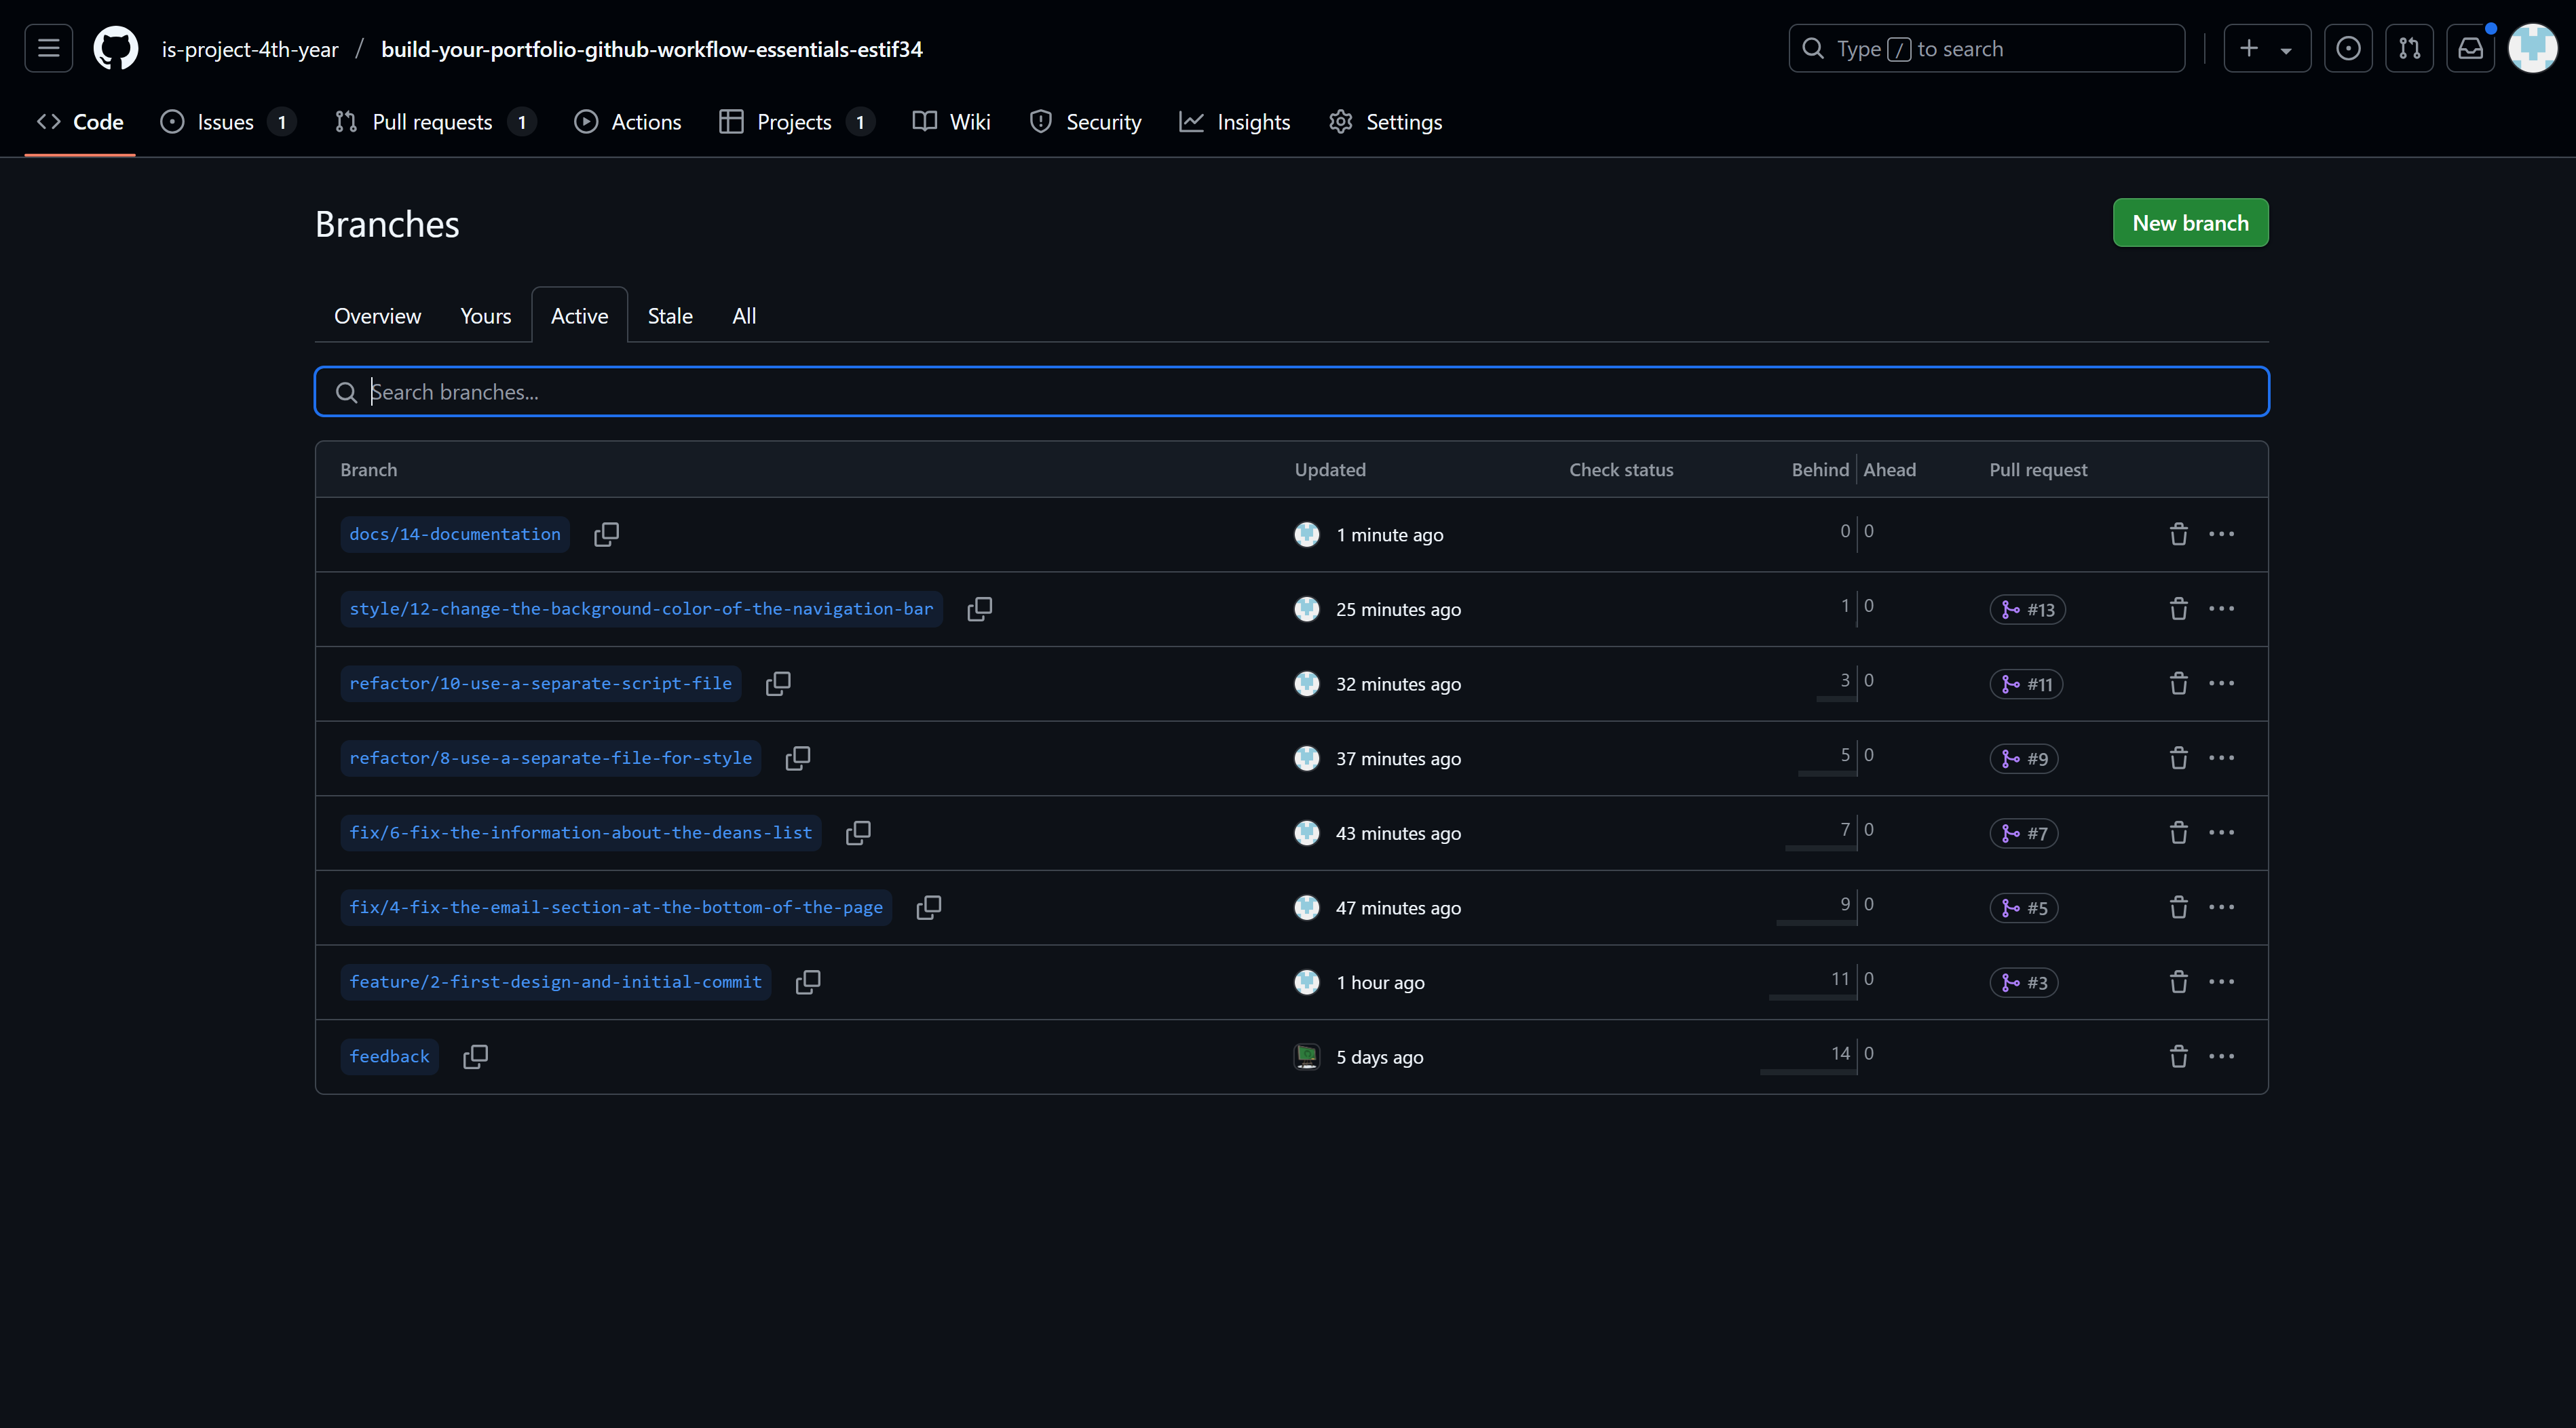 is-project-4th-year / build-your-portfolio-github-workflow-essentials-estif34
Type / to search
Code Issues 1 Pull requests 1 Actions Projects 1 Wiki Security Insights Settings
Branches
New branch
Overview Yours Active Stale All
Search branches...
Branch Updated Check status Behind Ahead Pull request
docs/14-documentation 1 minute ago 0 0
style/12-change-the-background-color-of-the-navigation-bar 25 minutes ago 1 0 #13
refactor/10-use-a-separate-script-file 32 minutes ago 3 0 #11
refactor/8-use-a-separate-file-for-style 37 minutes ago 5 0 #9
fix/6-fix-the-information-about-the-deans-list 43 minutes ago 7 0 #7
fix/4-fix-the-email-section-at-the-bottom-of-the-page 47 minutes ago 9 0 #5
feature/2-first-design-and-initial-commit 1 hour ago 11 0 #3
feedback 5 days ago 14 0